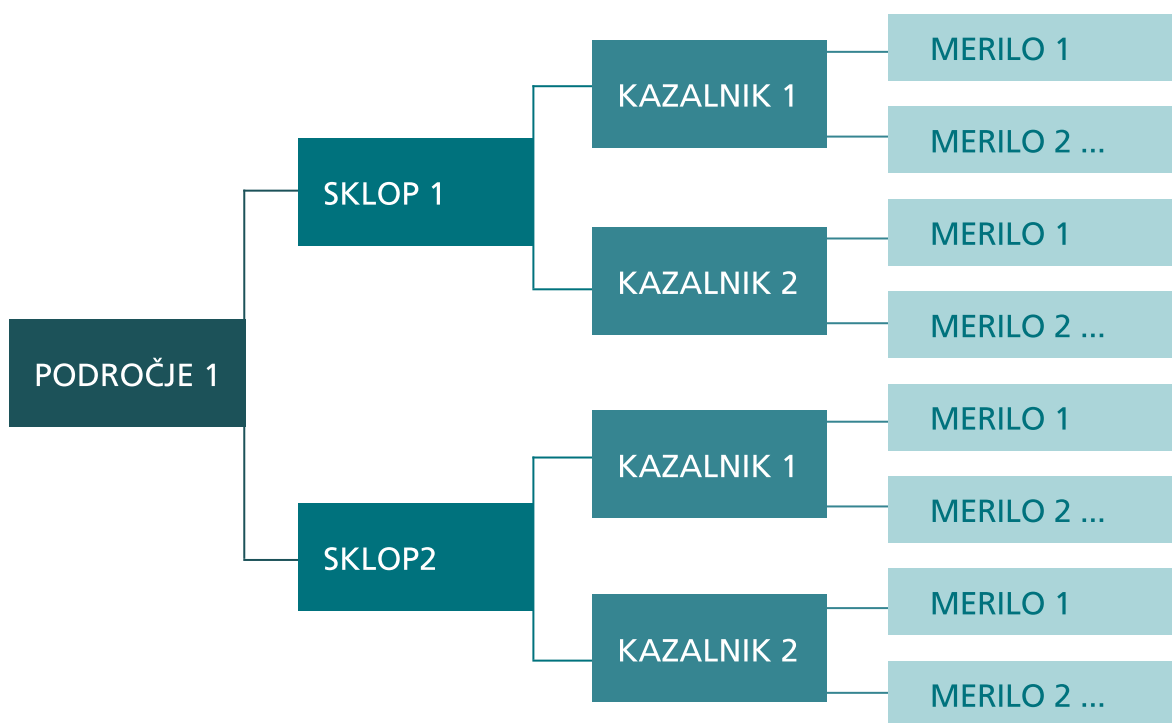 PODROČJE 1
SKLOP 1
KAZALNIK 1
MERILO 1
MERILO 2 ...
KAZALNIK 2
MERILO 1
MERILO 2 ...
SKLOP2
KAZALNIK 1
MERILO 1
MERILO 2 ...
KAZALNIK 2
MERILO 1
MERILO 2 ...